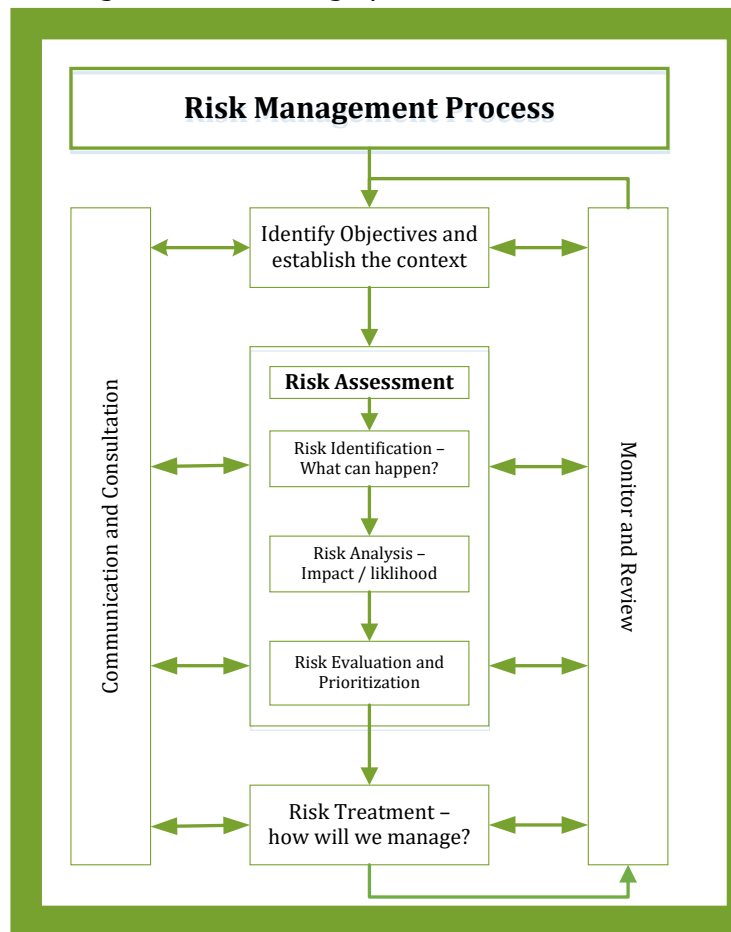 Risk Management Process
Identify Objectives and
establish the context
Risk Assessment
Risk Identification –
What can happen?
Risk Analysis –
Impact / liklihood
Risk Evaluation and
Prioritization
Risk Treatment –
how will we manage?
Communication and Consultation
Monitor and Review